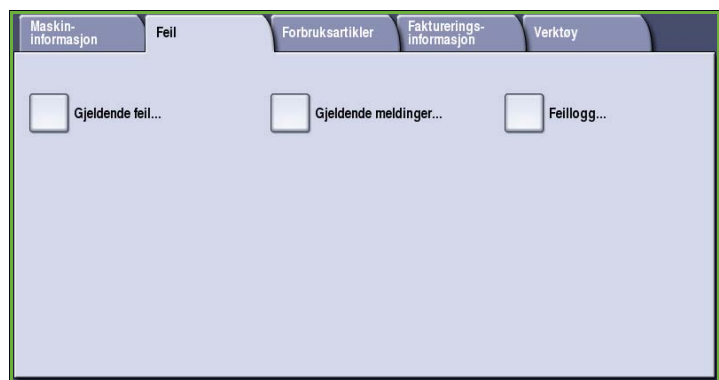 Maskin-
informasjon
Feil
Forbruksartikler
Fakturerings-
informasjon
Verktøy
Gjeldende feil...
Gjeldende meldinger...
Feillogg...